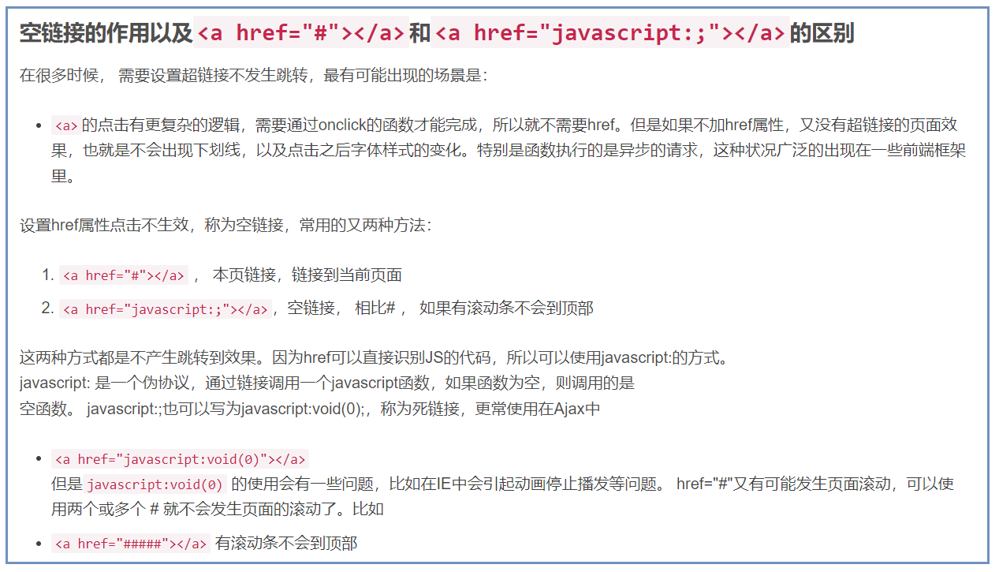 空链接的作用以及<a href="#"></a>和<a href="javascript:;"></a>的区别
在很多时候， 需要设置超链接不发生跳转，最有可能出现的场景是：
• <a>的点击有更复杂的逻辑，需要通过onclick的函数才能完成，所以就不需要href。但是如果不加href属性，又没有超链接的页面效
果，也就是不会出现下划线，以及点击之后字体样式的变化。特别是函数执行的是异步的请求，这种状况广泛的出现在一些前端框架
里。
设置href属性点击不生效，称为空链接，常用的又两种方法：
1. <a href="#"></a> ， 本页链接，链接到当前页面
2. <a href="javascript:;"></a>，空链接， 相比# ， 如果有滚动条不会到顶部
这两种方式都是不产生跳转到效果。因为href可以直接识别JS的代码，所以可以使用javascript:的方式。
javascript: 是一个伪协议，通过链接调用一个javascript函数，如果函数为空，则调用的是
空函数。 javascript:;也可以写为javascript:void(0);，称为死链接，更常使用在Ajax中
• <a href="javascript:void(0)"></a>
但是javascript:void(0) 的使用会有一些问题，比如在IE中会引起动画停止播发等问题。 href="#"又有可能发生页面滚动，可以使
用两个或多个 # 就不会发生页面的滚动了。比如
• <a href="#####"></a> 有滚动条不会到顶部